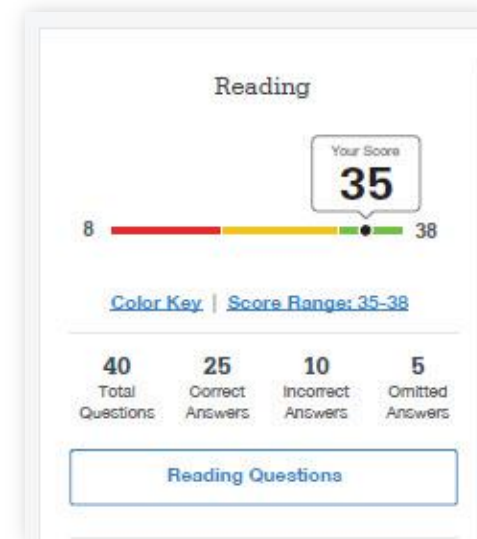 Reading
Your Score
35
8 38
Color Key | Score Range: 35-38
40 25 10 5
Total Correct Incorrect Omitted
Questions Answers Answers Answers
Reading Questions